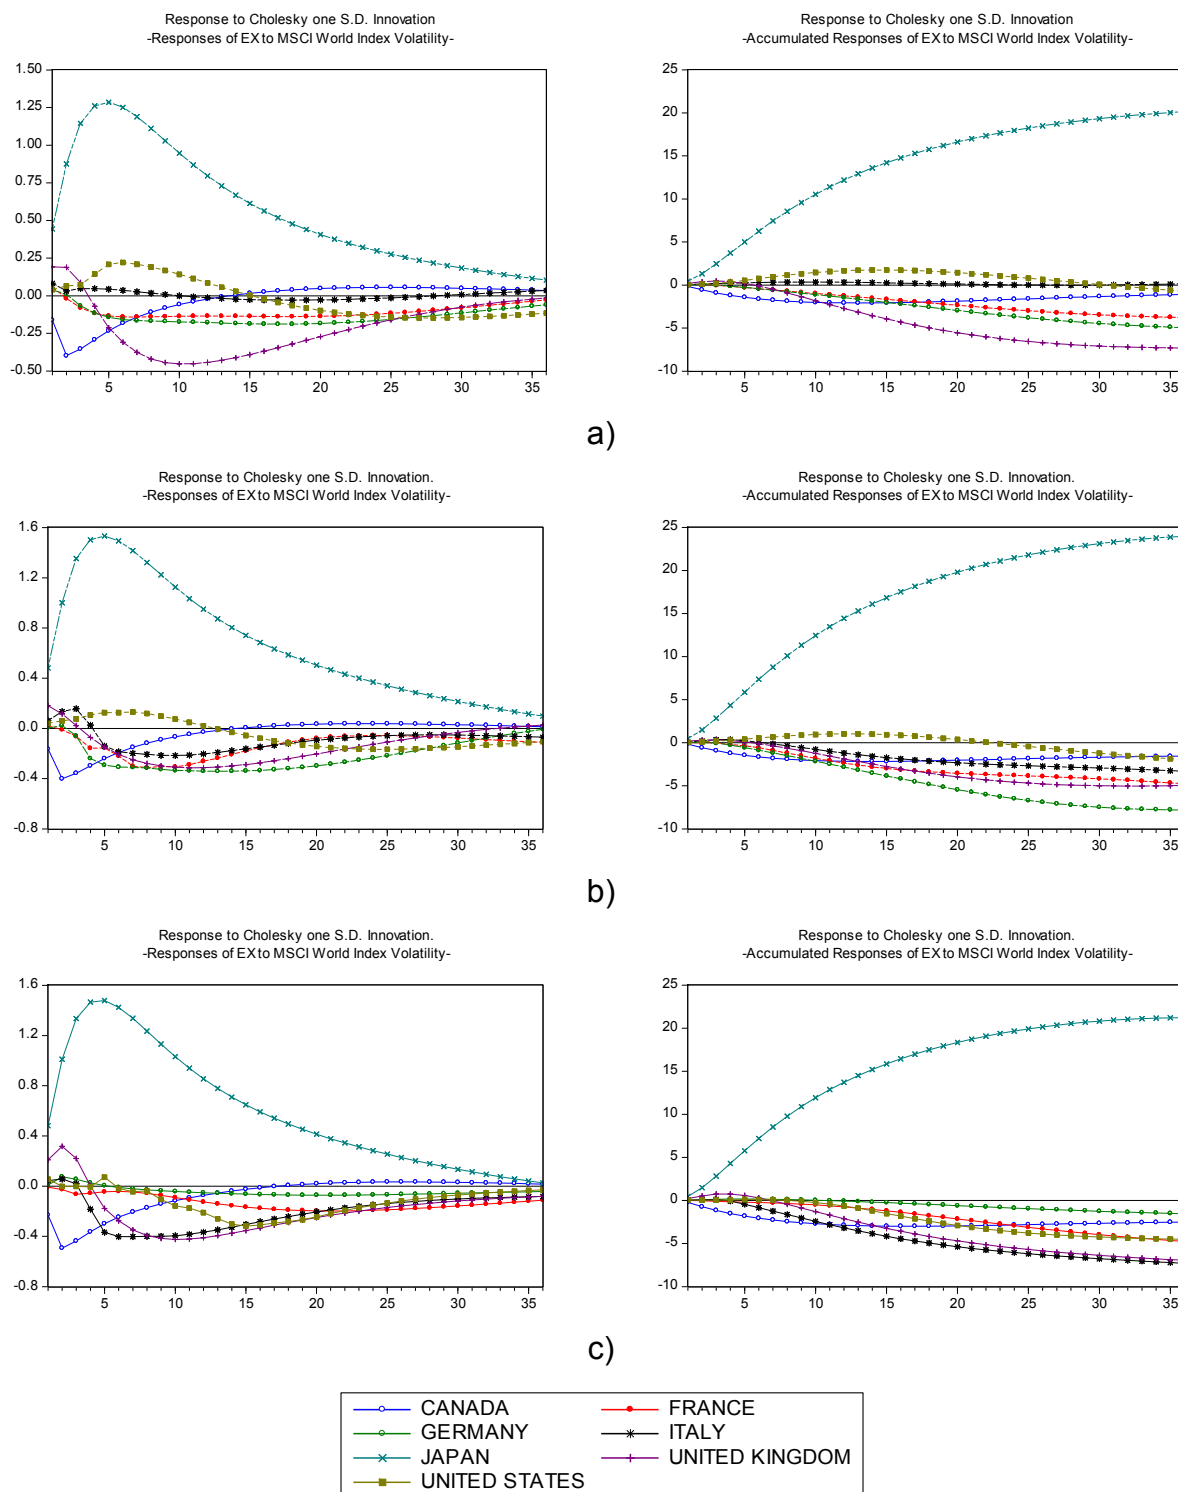 Response to Cholesky one S.D. Innovation
-Responses of EX to MSCI World Index Volatility-
1.50
1.25
1.00
0.75
0.50
0.25
0.00
-0.25
-0.50
5 10 15 20 25 30 35
Response to Cholesky one S.D. Innovation
-Accumulated Responses of EX to MSCI World Index Volatility-
25
20
15
10
5
0
-5
-10
5 10 15 20 25 30 35
a)
Response to Cholesky one S.D. Innovation.
-Responses of EX to MSCI World Index Volatility-
1.6
1.2
0.8
0.4
0.0
-0.4
-0.8
5 10 15 20 25 30 35
Response to Cholesky one S.D. Innovation.
-Accumulated Responses of EX to MSCI World Index Volatility-
25
20
15
10
5
0
-5
-10
5 10 15 20 25 30 35
b)
Response to Cholesky one S.D. Innovation.
-Responses of EX to MSCI World Index Volatility-
1.6
1.2
0.8
0.4
0.0
-0.4
-0.8
5 10 15 20 25 30 35
Response to Cholesky one S.D. Innovation.
-Accumulated Responses of EX to MSCI World Index Volatility-
25
20
15
10
5
0
-5
-10
5 10 15 20 25 30 35
c)
CANADA FRANCE
GERMANY ITALY
JAPAN UNITED KINGDOM
UNITED STATES